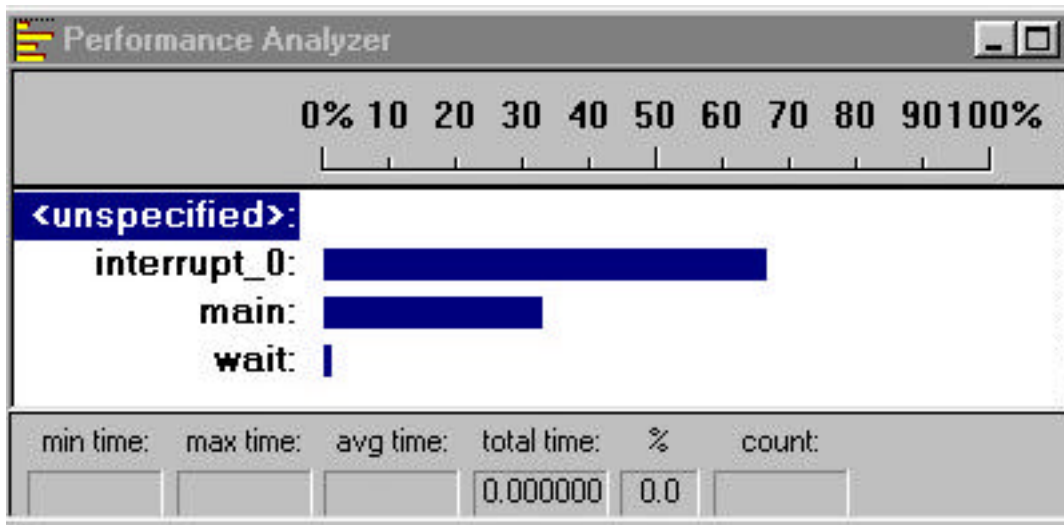 Performance Analyzer
0% 10 20 30 40 50 60 70 80 90100%
<unspecified>:
interrupt_0:
main:
wait:
min time: max time: avg time: total time: % count:
0.000000 0.0